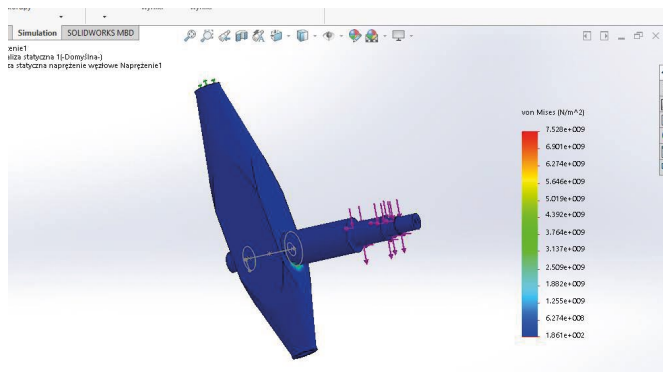 Simulation SOLIDWORKS MBD
żenie1
aliza statyczna 1(-Domyślna-)
za statyczna naprężenie węzłowe Naprężenie1
von Mises (N/m^2)
7.528e+009
6.901e+009
6.274e+009
5.646e+009
5.019e+009
4.392e+009
3.764e+009
3.137e+009
2.509e+009
1.882e+009
1.255e+009
6.274e+008
1.861e+002